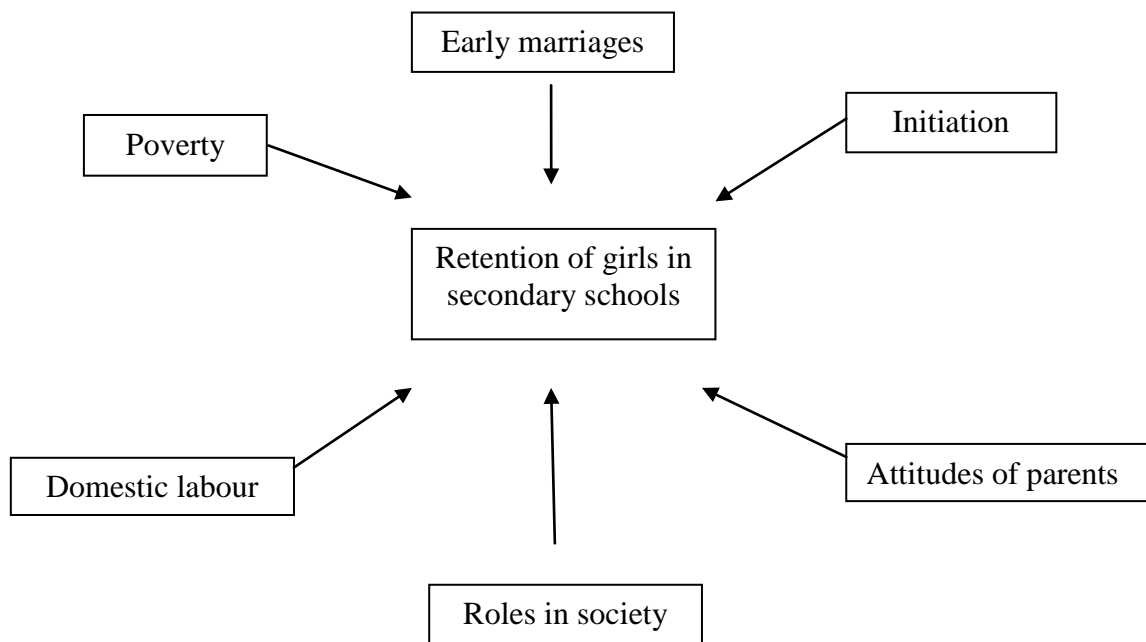 Early marriages
Initiation
Poverty
Retention of girls in
secondary schools
Domestic labour
Attitudes of parents
Roles in society